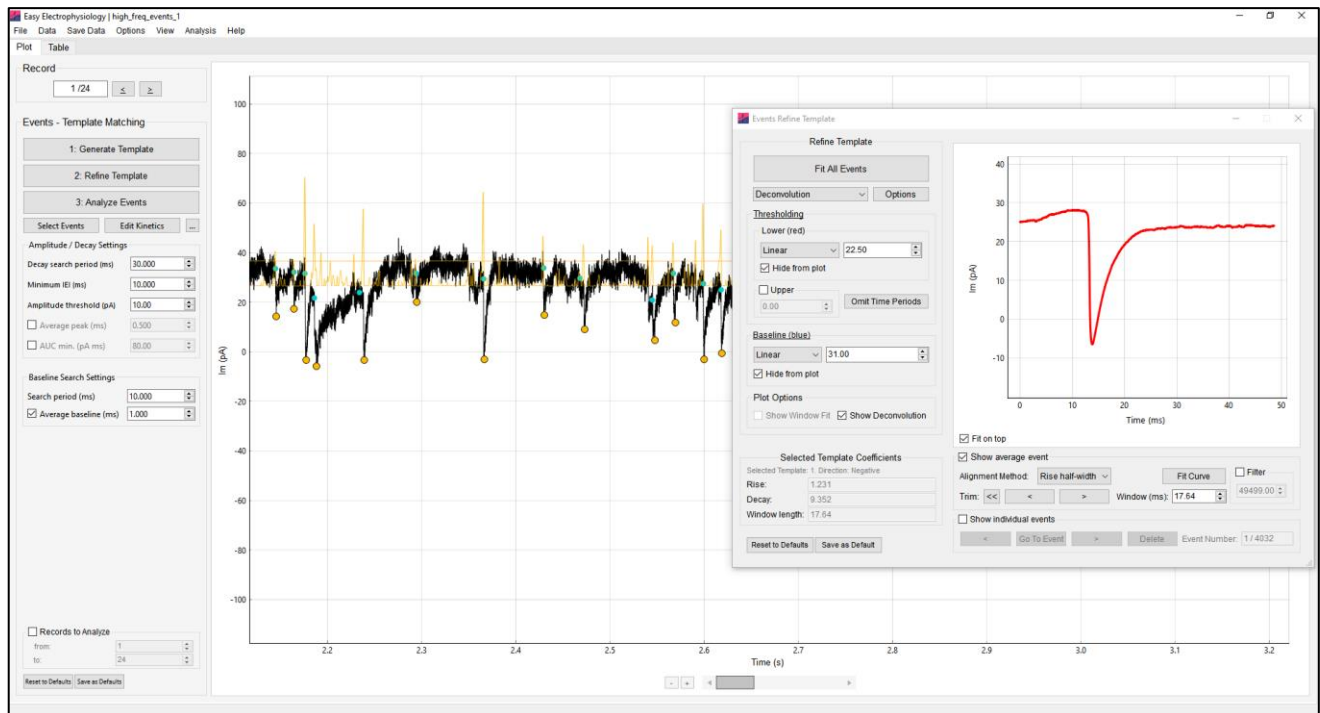 Easy Electrophysiology | high_freq_events_1
File Data Save Data Options View Analysis Help
Plot Table
Record
1 /24 < >
Events - Template Matching
1: Generate Template
2: Refine Template
3: Analyze Events
Select Events Edit Kinetics ...
Amplitude / Decay Settings
Decay search period (ms) 30.000
Minimum IEI (ms) 10.000
Amplitude threshold (pA) 10.00
Average peak (ms) 0.500
AUC min. (pA ms) 80.00
Baseline Search Settings
Search period (ms) 10.000
Average baseline (ms) 1.000
Records to Analyze
from: 1
to: 24
Reset to Defaults Save as Defaults
100
80
60
40
20
0
-20
-40
-60
-80
-100
Im (pA)
2.2 2.3 2.4 2.5 2.6 2.7 2.8 2.9 3.0 3.1 3.2
Time (s)
- +
Events Refine Template
Refine Template
Fit All Events
Deconvolution Options
Thresholding
Lower (red)
Linear 22.50
Hide from plot
Upper
0.00 Omit Time Periods
Baseline (blue)
Linear 31.00
Hide from plot
Plot Options
Show Window Fit Show Deconvolution
Selected Template Coefficients
Selected Template: 1. Direction: Negative
Rise: 1.231
Decay: 9.352
Window length: 17.64
Reset to Defaults Save as Default
40
30
20
10
0
-10
Im (pA)
0 10 20 30 40 50
Time (ms)
Fit on top
Show average event
Alignment Method: Rise half-width Fit Curve Filter
Trim: << < > Window (ms): 17.64 49499.00
Show individual events
< Go To Event > Delete Event Number: 1 / 4032